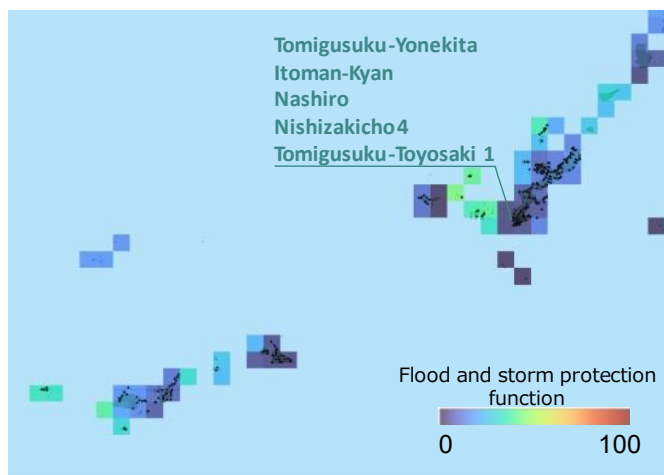 Tomigusuku-Yonekita
Itoman-Kyan
Nashiro
Nishizakicho4
Tomigusuku-Toyosaki 1
Flood and storm protection
function
0 100